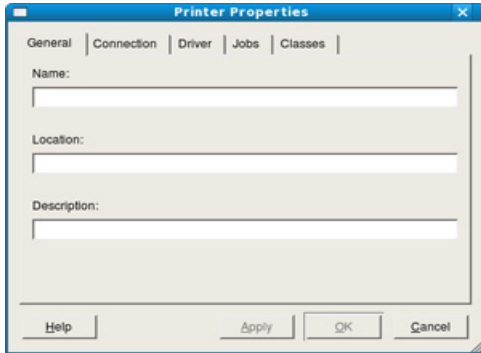 Printer Properties
General Connection Driver Jobs Classes
Name:
Location:
Description:
Help Apply OK Cancel